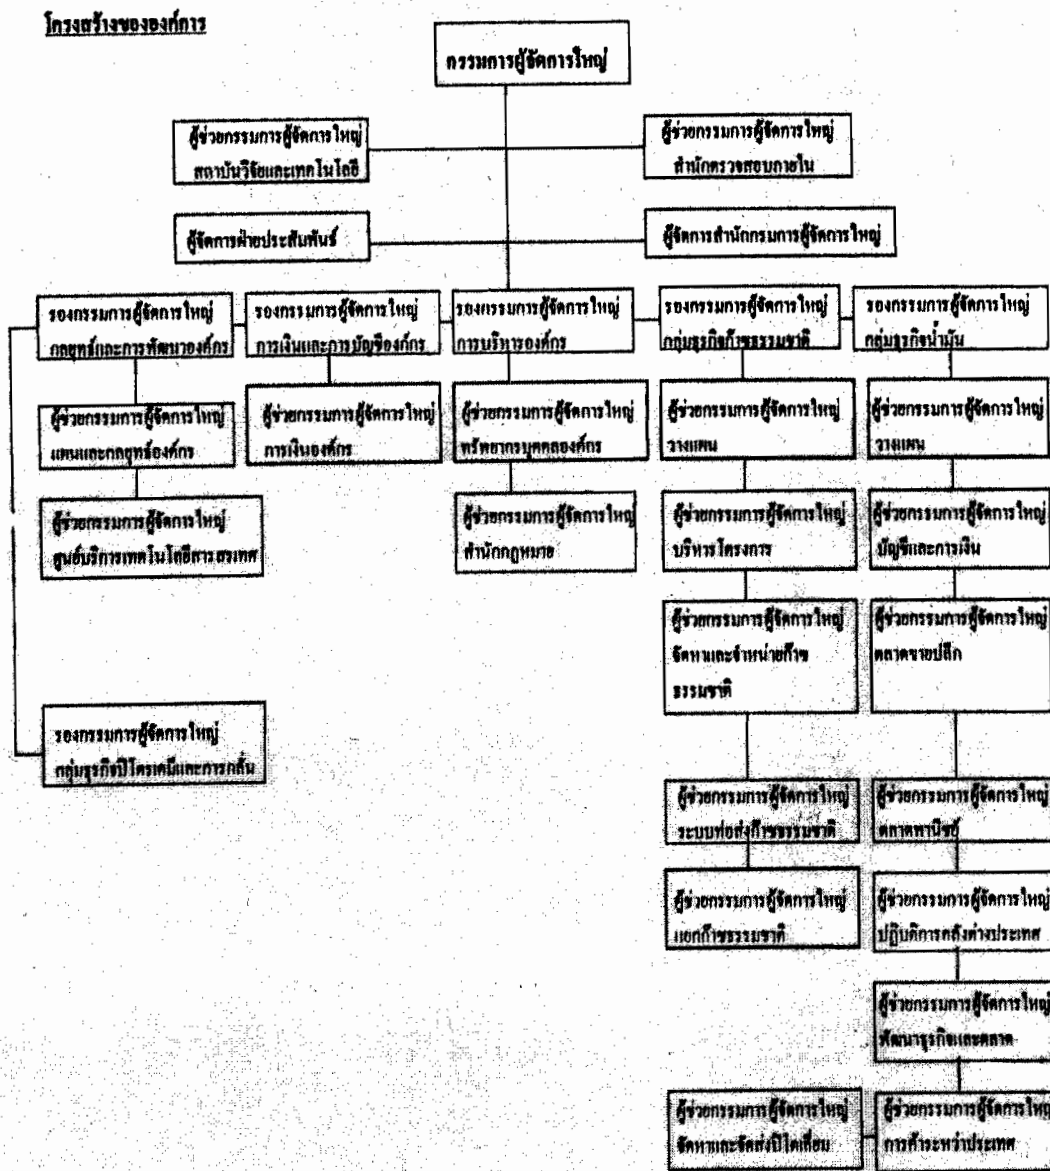 โครงสร้างขององค์การ
กรรมการผู้จัดการใหญ่
ผู้ช่วยกรรมการผู้จัดการใหญ่
สถาบันวิจัยและเทคโนโลยี
ผู้ช่วยกรรมการผู้จัดการใหญ่
สำนักตรวจสอบภายใน
ผู้จัดการฝ่ายประสัมพันธ์
ผู้จัดการสำนักกรมการผู้จัดการใหญ่
รองกรรมการผู้จัดการใหญ่
กลยุทธ์และการพัฒนาองค์กร
รองกรรมการผู้จัดการใหญ่
การเงินและการบัญชีองก์กร
รองกรรมการผู้จัดการใหญ่
การบริหารองค์กร
รองกรรมการผู้จัดการใหญ่
กลุ่มธุรกิจก๊าซธรรมชาติ
รองกรรมการผู้จัดการใหญ่
กลุ่มธุรกิจน้ำมัน
ผู้ช่วยกรรมการผู้จัดการใหญ่
แผนและกลยุทธ์องค์กร
ผู้ช่วยกรรมการผู้จัดการใหญ่
การเงินองค์กร
ผู้ช่วยกรรมการผู้จัดการใหญ่
ทรัพยากรบุคคลองค์กร
ผู้ช่วยกรรมการผู้จัดการใหญ่
วางแผน
ผู้ช่วยกรรมการผู้จัดการใหญ่
วางแผน
ผู้ช่วยกรรมการผู้จัดการใหญ่
ศูนย์บริการเทคโนโลยีสารสรเทศ
ผู้ช่วยกรรมการผู้จัดการใหญ่
สำนักกฎหมาย
ผู้ช่วยกรรมการผู้จัดการใหญ่
บริหารโครงการ
ผู้ช่วยกรรมการผู้จัดการใหญ่
บัญชีและการเงิน
ผู้ช่วยกรรมการผู้จัดการใหญ่
จัดหาและจำหน่ายก๊าซ
ธรรมชาติ
ผู้ช่วยกรรมการผู้จัดการใหญ่
ตลาดขายปลีก
รองกรรมการผู้จัดการใหญ่
กลุ่มธุรกิจปิโตรเคมีและการกลั่น
ผู้ช่วยกรรมการผู้จัดการใหญ่
ระบบท่อส่งก๊าซธรรมชาติ
ผู้ช่วยกรรมการผู้จัดการใหญ่
ตลาดพานิชย์
ผู้ช่วยกรรมการผู้จัดการใหญ่
แยกก๊าซธรรมชาติ
ผู้ช่วยกรรมการผู้จัดการใหญ่
ปฏิบัติการคลังต่างประเทศ
ผู้ช่วยกรรมการผู้จัดการใหญ่
พัฒนาธุรกิจและตลาด
ผู้ช่วยกรรมการผู้จัดการใหญ่
จัดหาและจัดส่งปิโตเลี่ยม
ผู้ช่วยกรรมการผู้จัดการใหญ่
การค้าระหว่าประเทศ